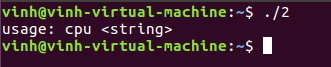 vinh@vinh-virtual-machine:~$ ./2
usage: cpu <string>
vinh@vinh-virtual-machine:~$